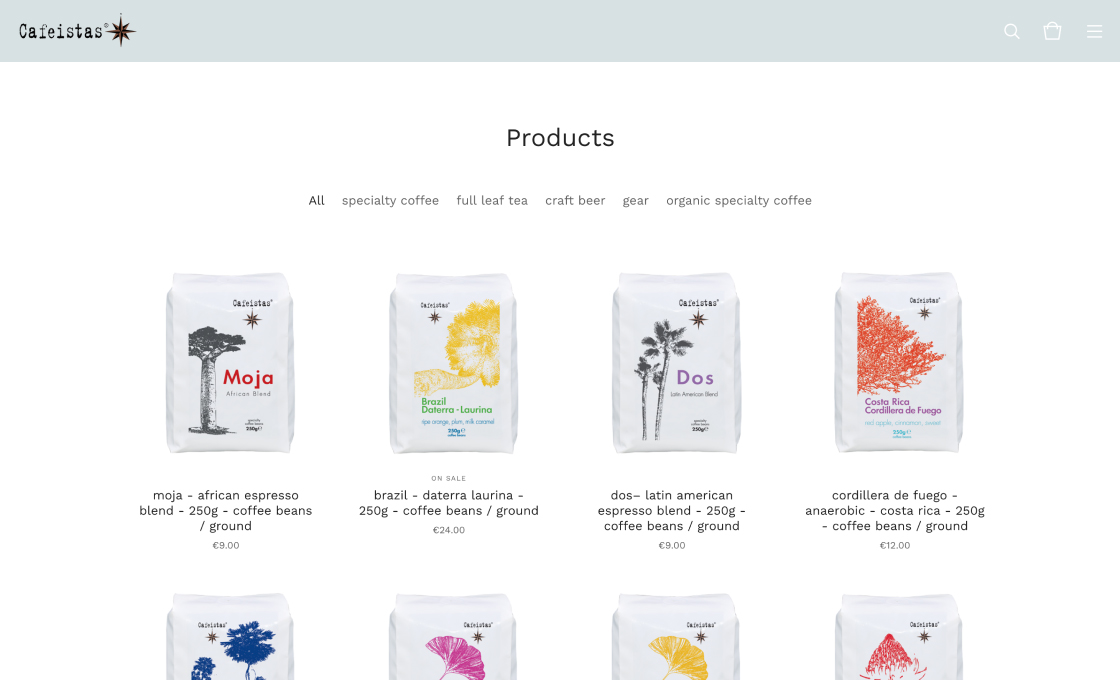 Cafeistas®
Products
All specialty coffee full leaf tea craft beer gear organic specialty coffee
Cafeistas®
Moja
African Blend
specialty
coffee beans
250g℮
Cafeistas®
Brazil
Daterra - Laurina
ripe orange, plum, milk caramel
250g℮
coffee beans
Cafeistas®
Dos
Latin American Blend
specialty
coffee beans
250g℮
Cafeistas®
Costa Rica
Cordillera de Fuego
red apple, cinnamon, sweet
250g℮
coffee beans
moja - african espresso
blend - 250g - coffee beans
/ ground
€9.00
ON SALE
brazil - daterra laurina -
250g - coffee beans / ground
€24.00
dos– latin american
espresso blend - 250g -
coffee beans / ground
€9.00
cordillera de fuego -
anaerobic - costa rica - 250g
- coffee beans / ground
€12.00
Cafeistas®
Cafeistas®
Cafeistas®
Cafeistas®